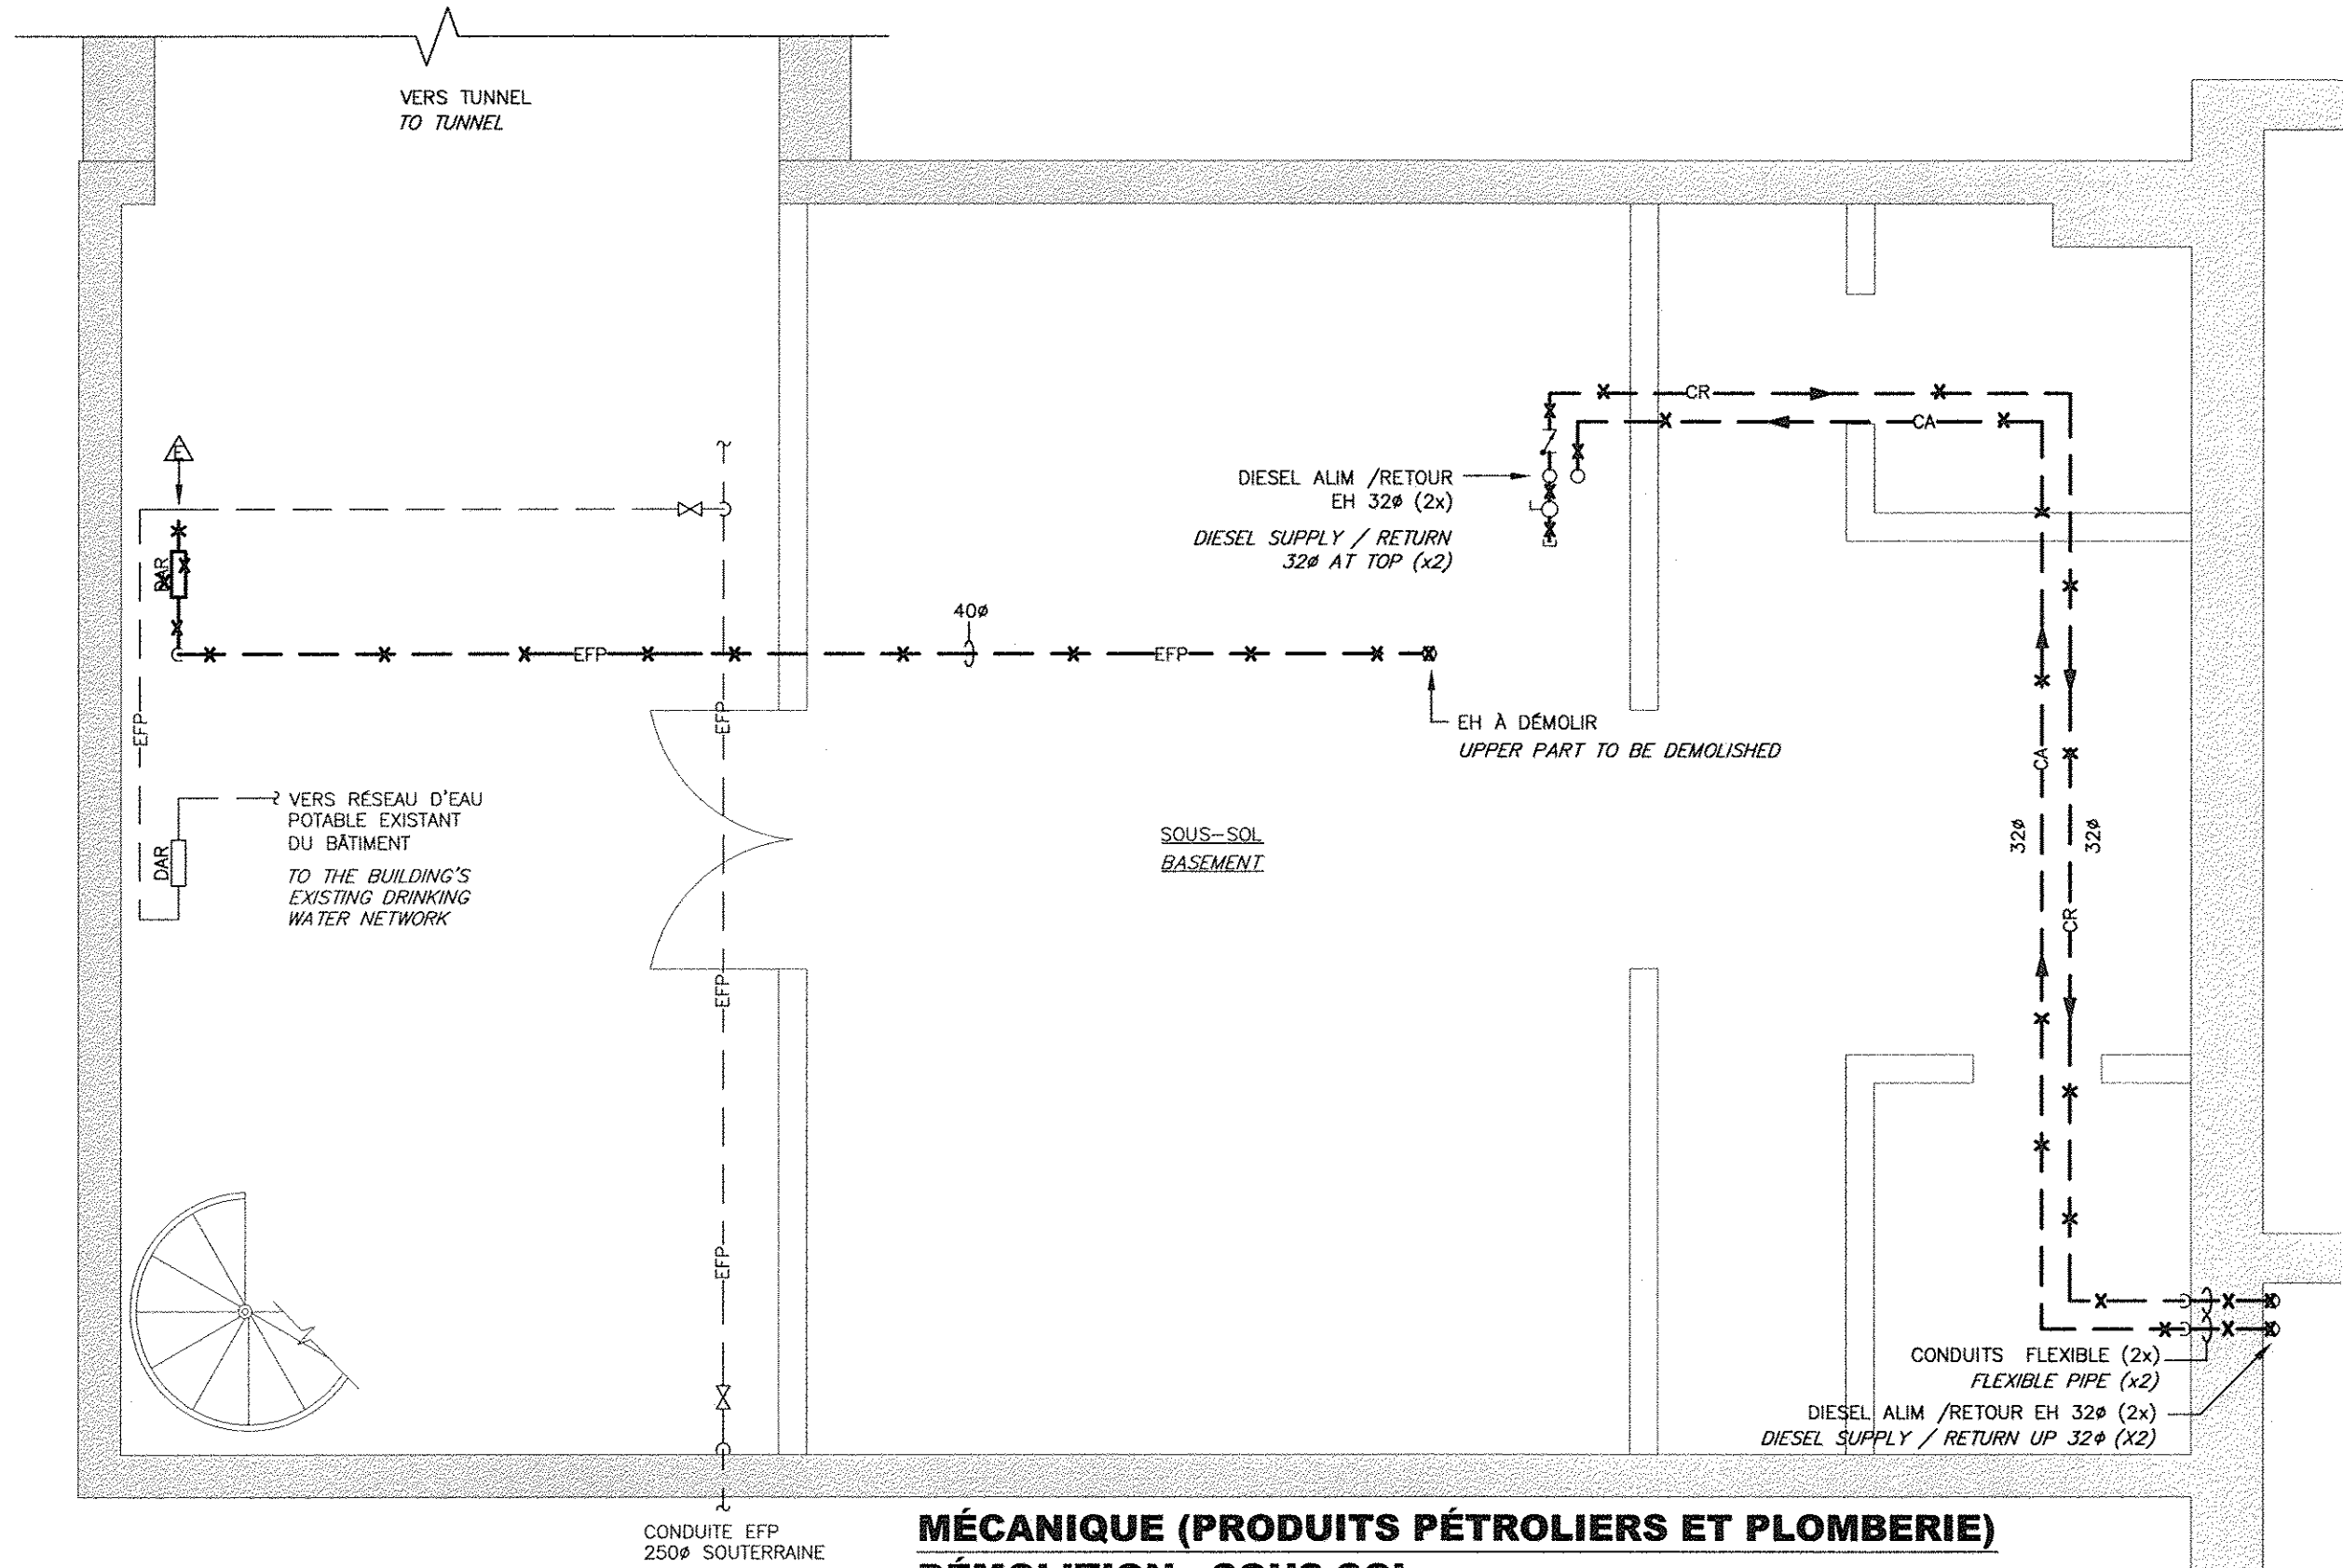 VERS TUNNEL
TO TUNNEL
CR
CA
E
DIESEL ALIM /RETOUR
EH 32ø (2x)
DIESEL SUPPLY / RETURN
32ø AT TOP (x2)
DAR
40ø
EFP
EFP
EFP
EFP
EH À DÉMOLIR
UPPER PART TO BE DEMOLISHED
CA
VERS RÉSEAU D'EAU
POTABLE EXISTANT
DU BÂTIMENT
DAR
TO THE BUILDING'S
EXISTING DRINKING
WATER NETWORK
SOUS-SOL
BASEMENT
32ø
32ø
CR
EFP
EFP
CONDUITS FLEXIBLE (2x)
FLEXIBLE PIPE (x2)
DIESEL ALIM /RETOUR EH 32ø (2x)
DIESEL SUPPLY / RETURN UP 32ø (X2)
CONDUITE EFP
250ø SOUTERRAINE
MÉCANIQUE (PRODUITS PÉTROLIERS ET PLOMBERIE)
DÉMOLITION - SOUS-SOL